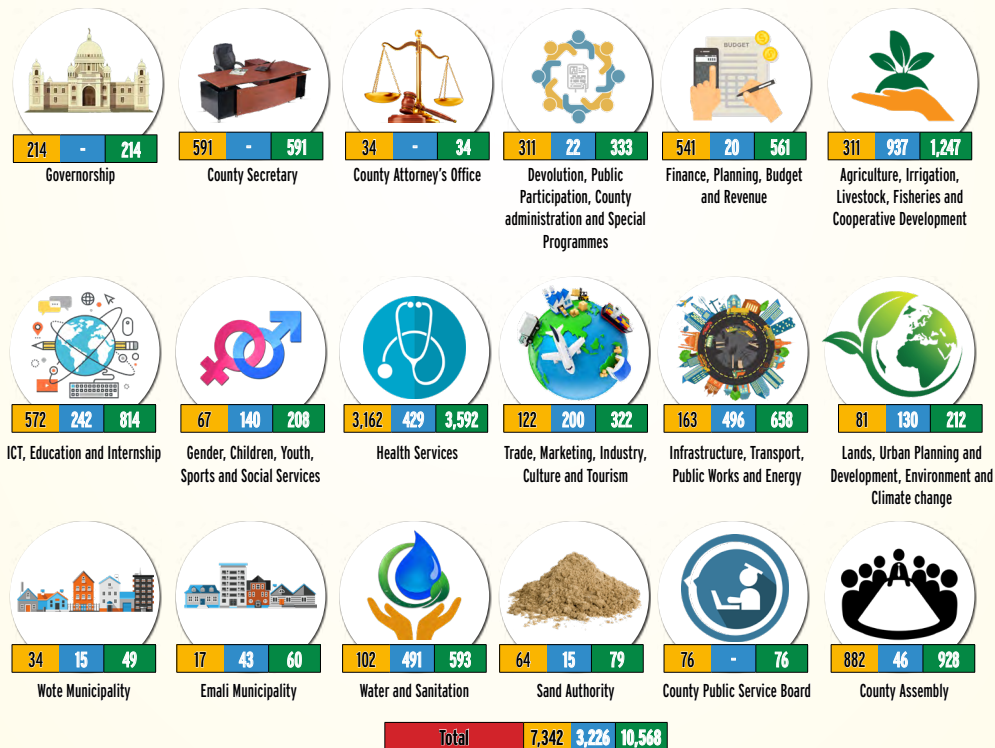 BUDGET
214 - 214
591 - 591
34 - 34
311 22 333
541 20 561
311 937 1,247
Governorship
County Secretary
County Attorney's Office
Devolution, Public
Participation, County
administration and Special
Programmes
Finance, Planning, Budget
and Revenue
Agriculture, Irrigation,
Livestock, Fisheries and
Cooperative Development
572 242 814
67 140 208
3,162 429 3,592
122 200 322
163 496 658
81 130 212
ICT, Education and Internship
Gender, Children, Youth,
Sports and Social Services
Health Services
Trade, Marketing, Industry,
Culture and Tourism
Infrastructure, Transport,
Public Works and Energy
Lands, Urban Planning and
Development, Environment and
Climate change
34 15 49
17 43 60
102 491 593
64 15 79
76 - 76
882 46 928
Wote Municipality
Emali Municipality
Water and Sanitation
Sand Authority
County Public Service Board
County Assembly
Total 7,342 3,226 10,568